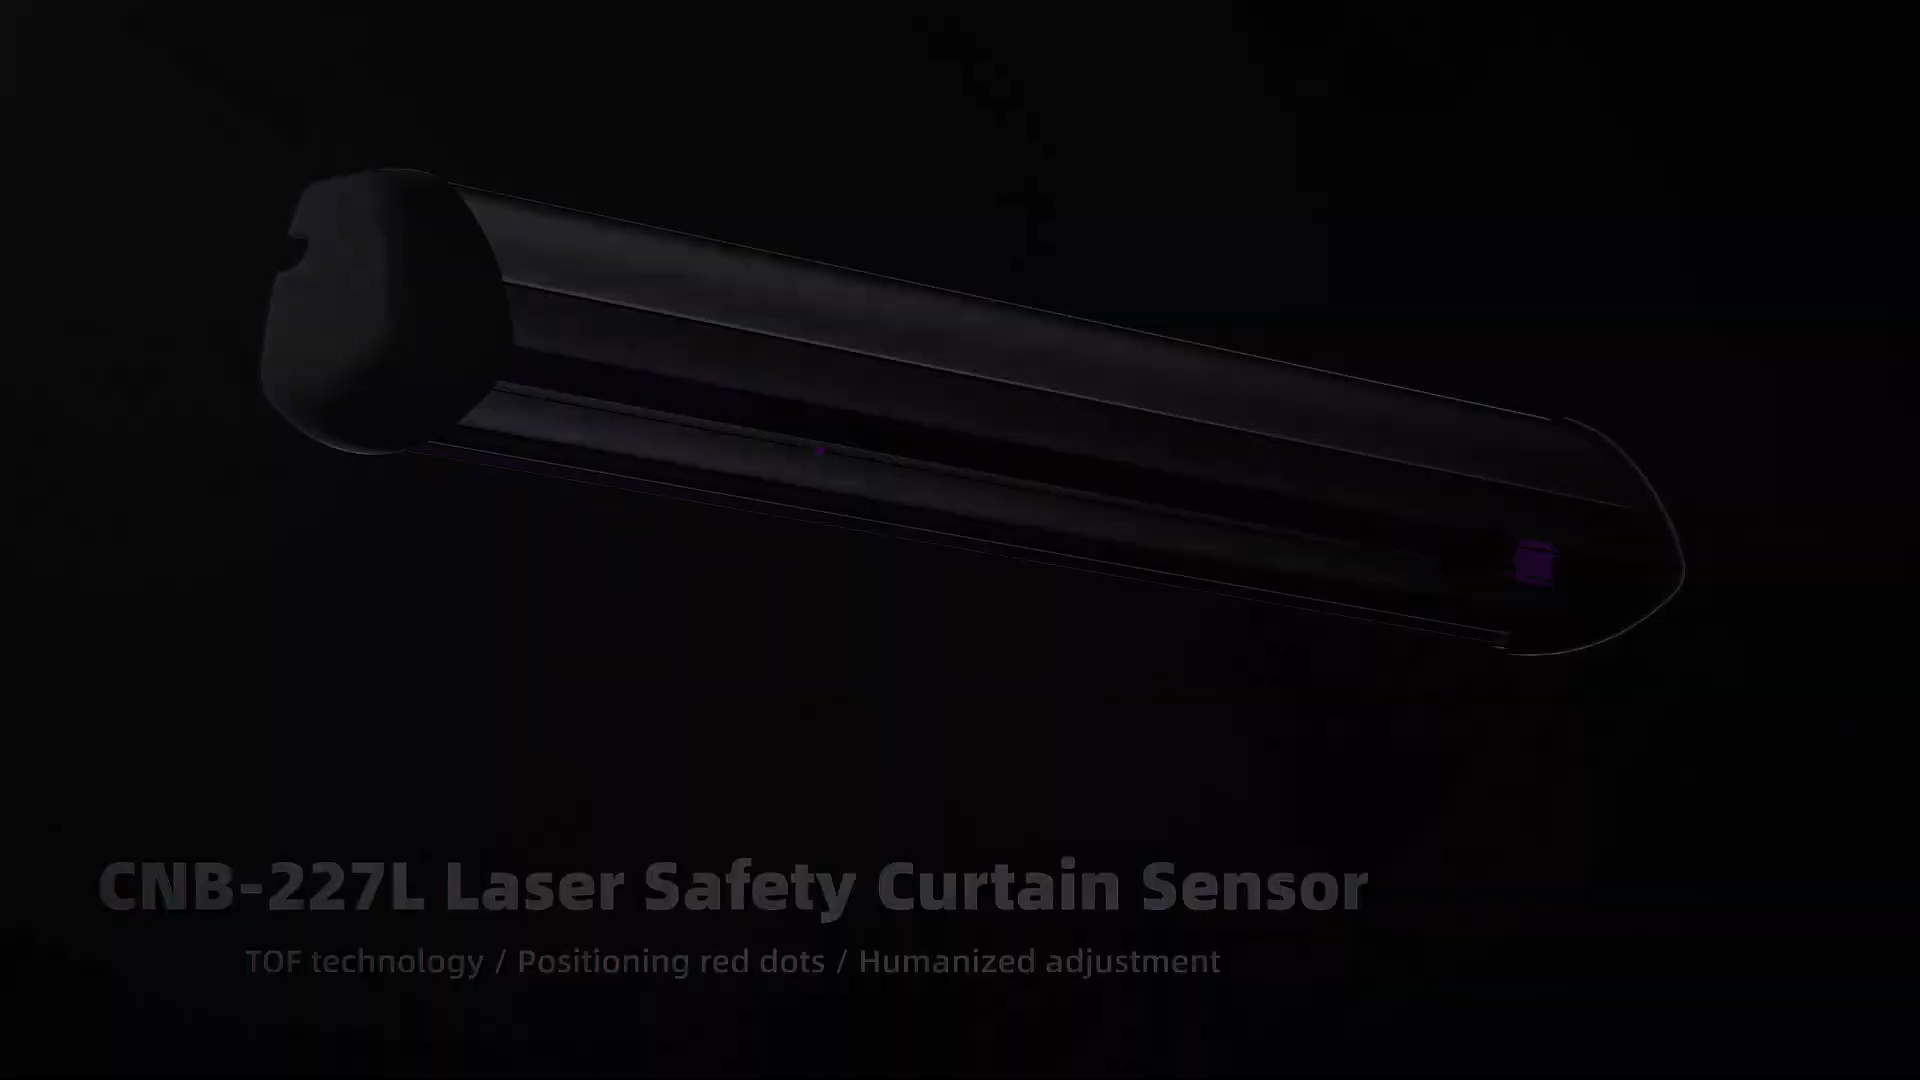 CNB-227L Laser Safety Curtain Sensor
TOF technology / Positioning red dots / Humanized adjustment